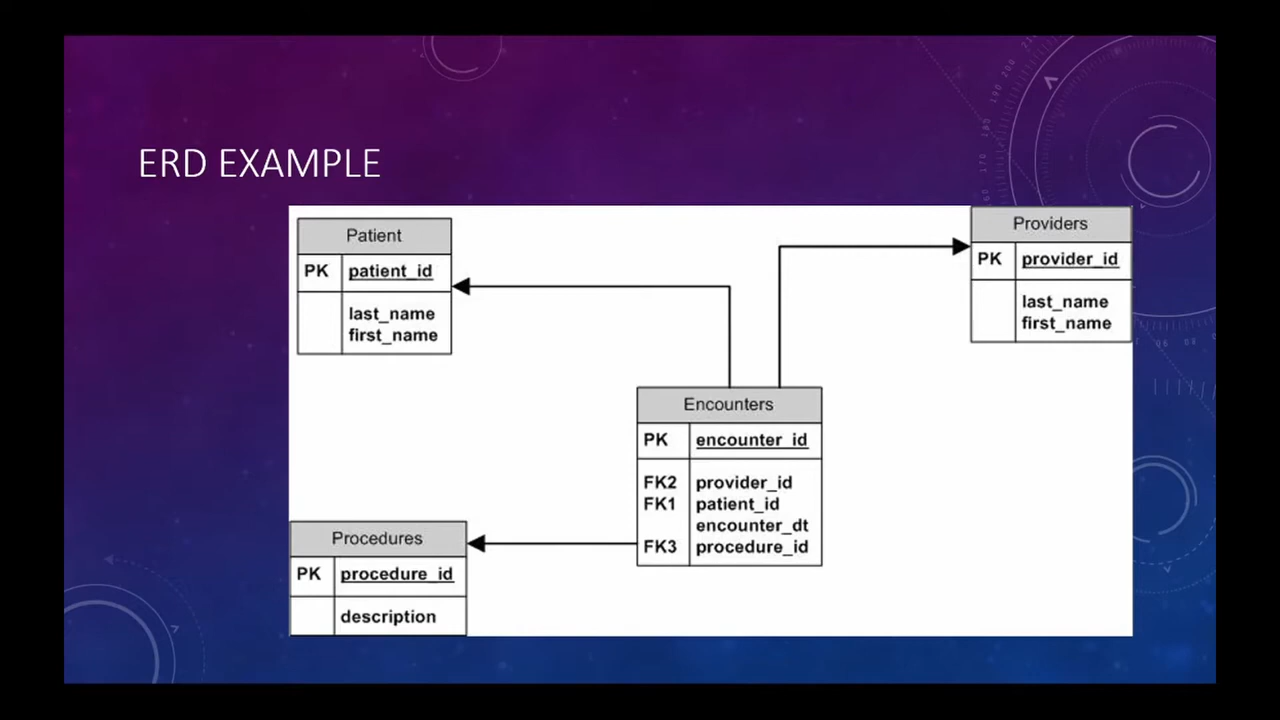 ERD EXAMPLE
Patient
PK patient_id
last_name
first_name
Providers
PK provider_id
last_name
first_name
Encounters
PK encounter_id
FK2 provider_id
FK1 patient_id
encounter_dt
FK3 procedure_id
Procedures
PK procedure_id
description